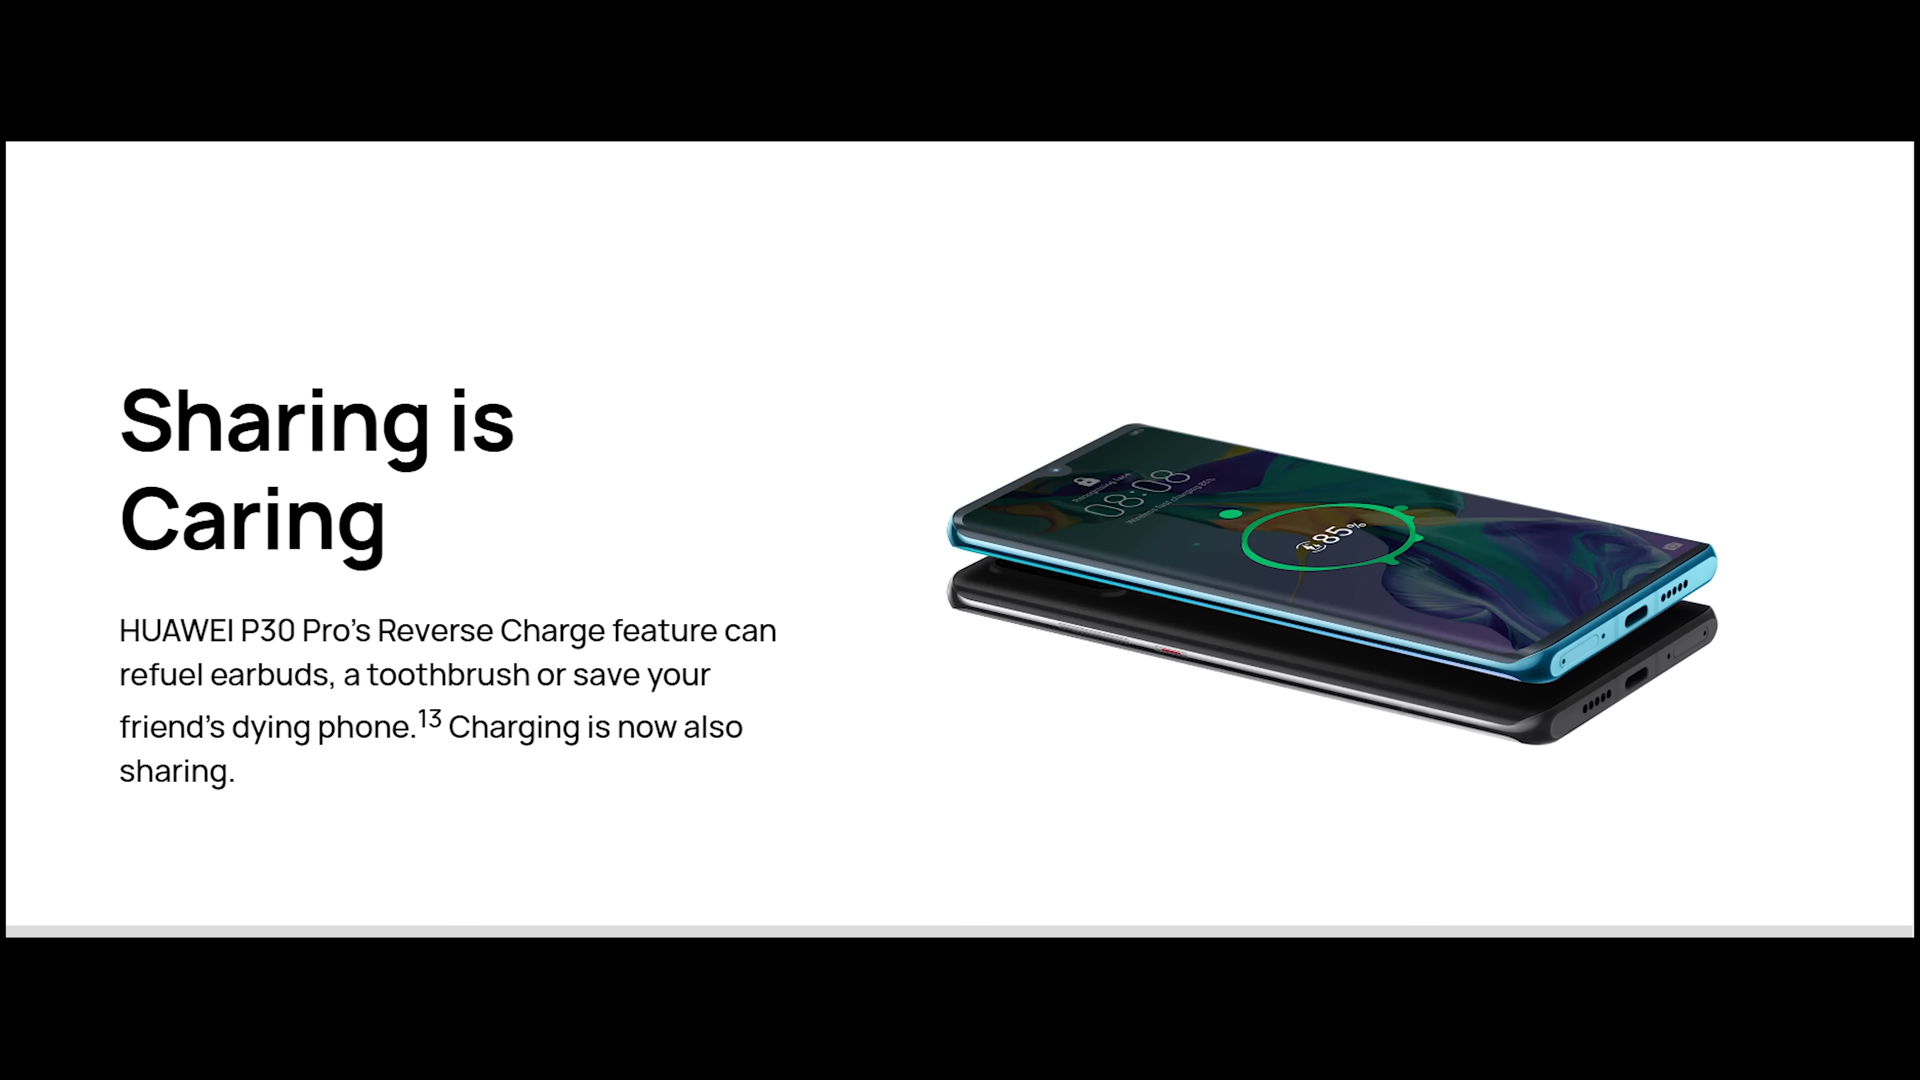 Sharing is
Caring
HUAWEI P30 Pro's Reverse Charge feature can
refuel earbuds, a toothbrush or save your
friend's dying phone.13 Charging is now also
sharing.
08:08
85%